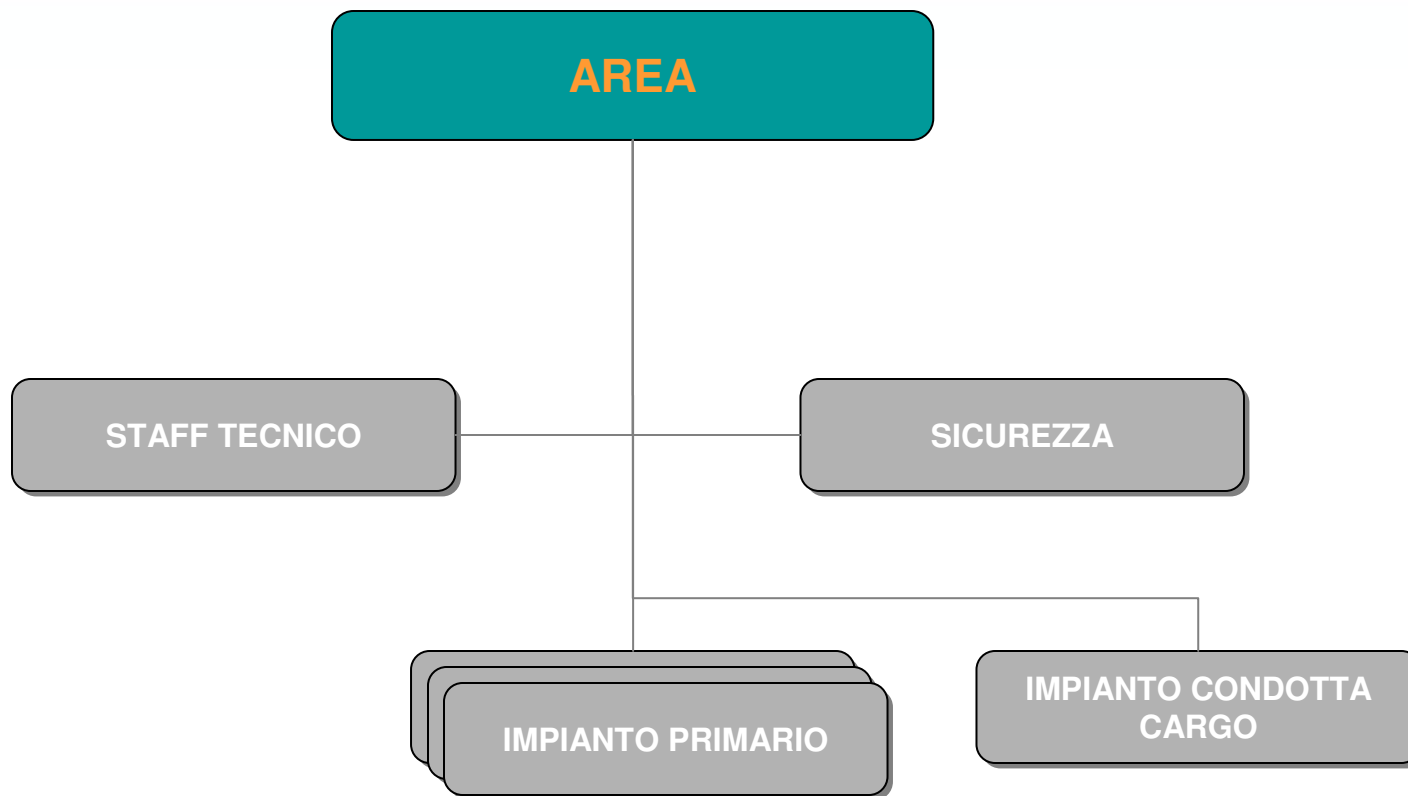 AREA
STAFF TECNICO
SICUREZZA
IMPIANTO PRIMARIO
IMPIANTO CONDOTTA
CARGO